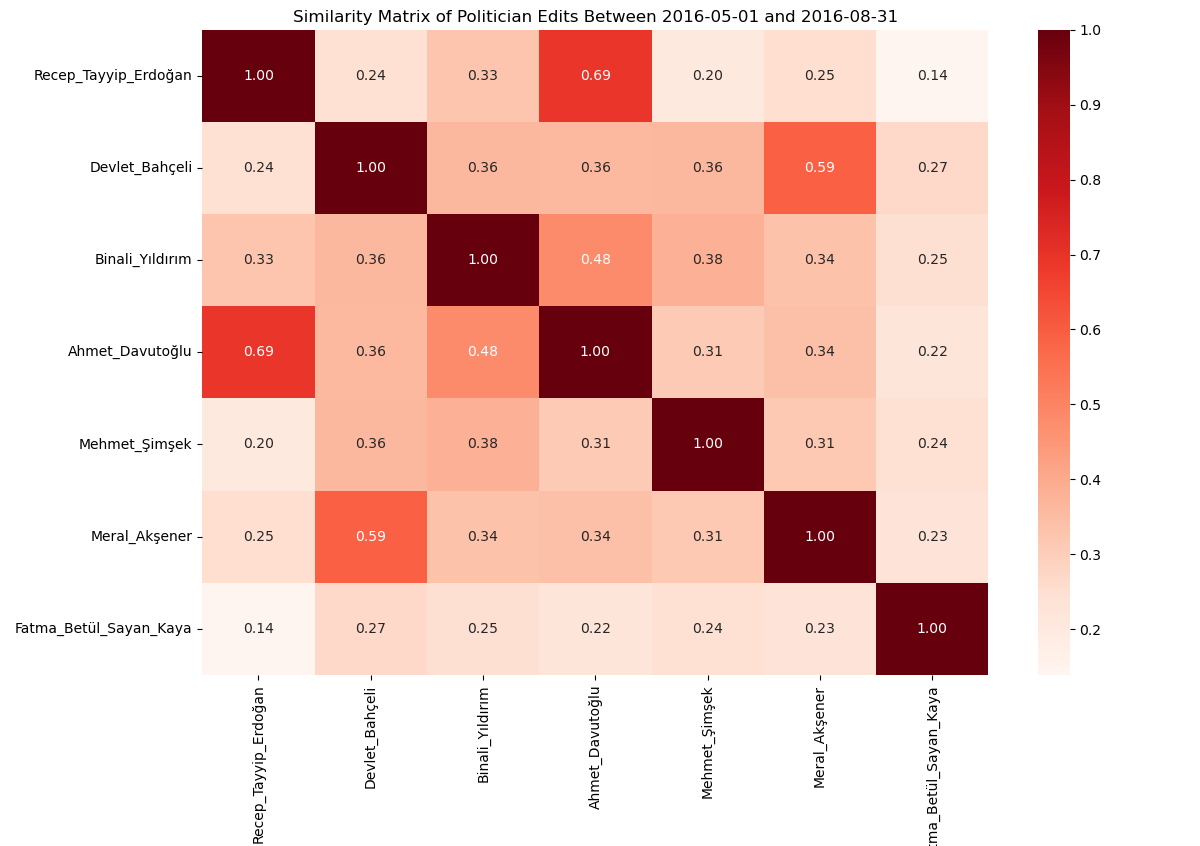 Similarity Matrix of Politician Edits Between 2016-05-01 and 2016-08-31
Recep_Tayyip_Erdoğan 1.00 0.24 0.33 0.69 0.20 0.25 0.14
Devlet_Bahçeli 0.24 1.00 0.36 0.36 0.36 0.59 0.27
Binali_Yıldırım 0.33 0.36 1.00 0.48 0.38 0.34 0.25
Ahmet_Davutoğlu 0.69 0.36 0.48 1.00 0.31 0.34 0.22
Mehmet_Şimşek 0.20 0.36 0.38 0.31 1.00 0.31 0.24
Meral_Akşener 0.25 0.59 0.34 0.34 0.31 1.00 0.23
Fatma_Betül_Sayan_Kaya 0.14 0.27 0.25 0.22 0.24 0.23 1.00
Recep_Tayyip_Erdoğan
Devlet_Bahçeli
Binali_Yıldırım
Ahmet_Davutoğlu
Mehmet_Şimşek
Meral_Akşener
tma_Betül_Sayan_Kaya
1.0
0.9
0.8
0.7
0.6
0.5
0.4
0.3
0.2